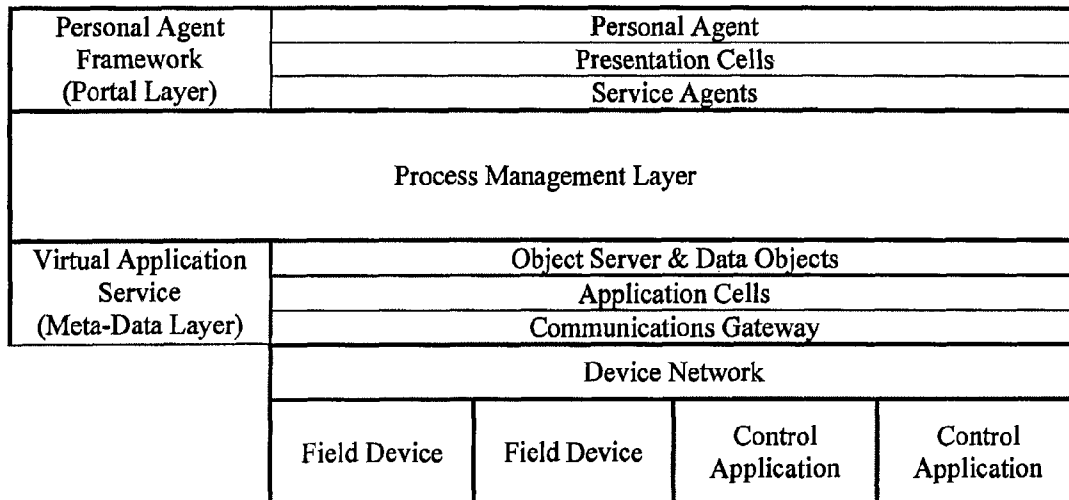 Personal Agent
Framework
(Portal Layer)
Personal Agent
Presentation Cells
Service Agents
Process Management Layer
Virtual Application
Service
(Meta-Data Layer)
Object Server & Data Objects
Application Cells
Communications Gateway
Device Network
Field Device
Field Device
Control
Application
Control
Application